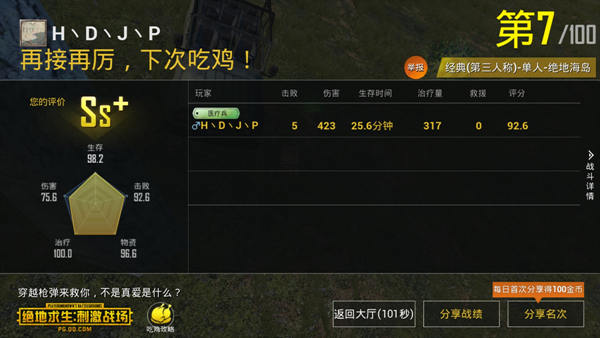 H丶D丶J丶P
第7/100
再接再厉，下次吃鸡！
举报 经典(第三人称)-单人-绝地海岛
您的评价
Ss+
生存
98.2
伤害
75.6
击败
92.6
治疗
100.0
物资
96.6
玩家 击败 伤害 生存时间 治疗量 救援 评分
医疗兵
♂H丶D丶J丶P 5 423 25.6分钟 317 0 92.6
战斗详情
穿越枪弹来救你，不是真爱是什么？
PLAYERUNKNOWN'S BATTLEGROUNDS
绝地求生:刺激战场
PG.QQ.COM
吃鸡攻略
每日首次分享得100金币
返回大厅(101秒)
分享战绩
分享名次